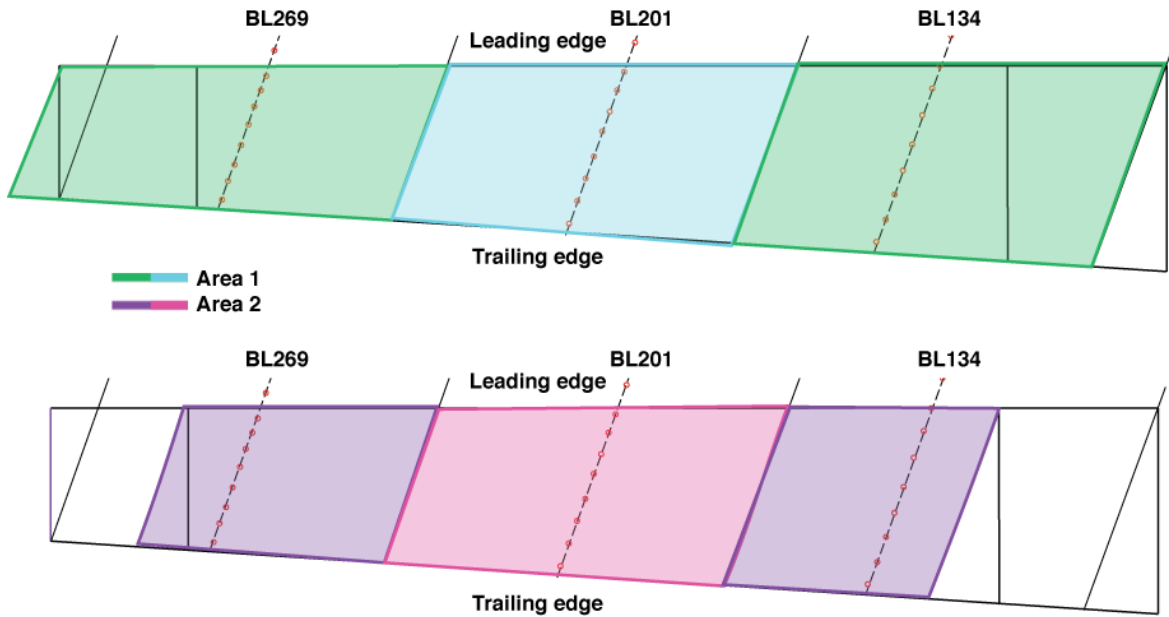 BL269
BL201
BL134
Leading edge
Trailing edge
Area 1
Area 2
BL269
BL201
BL134
Leading edge
Trailing edge